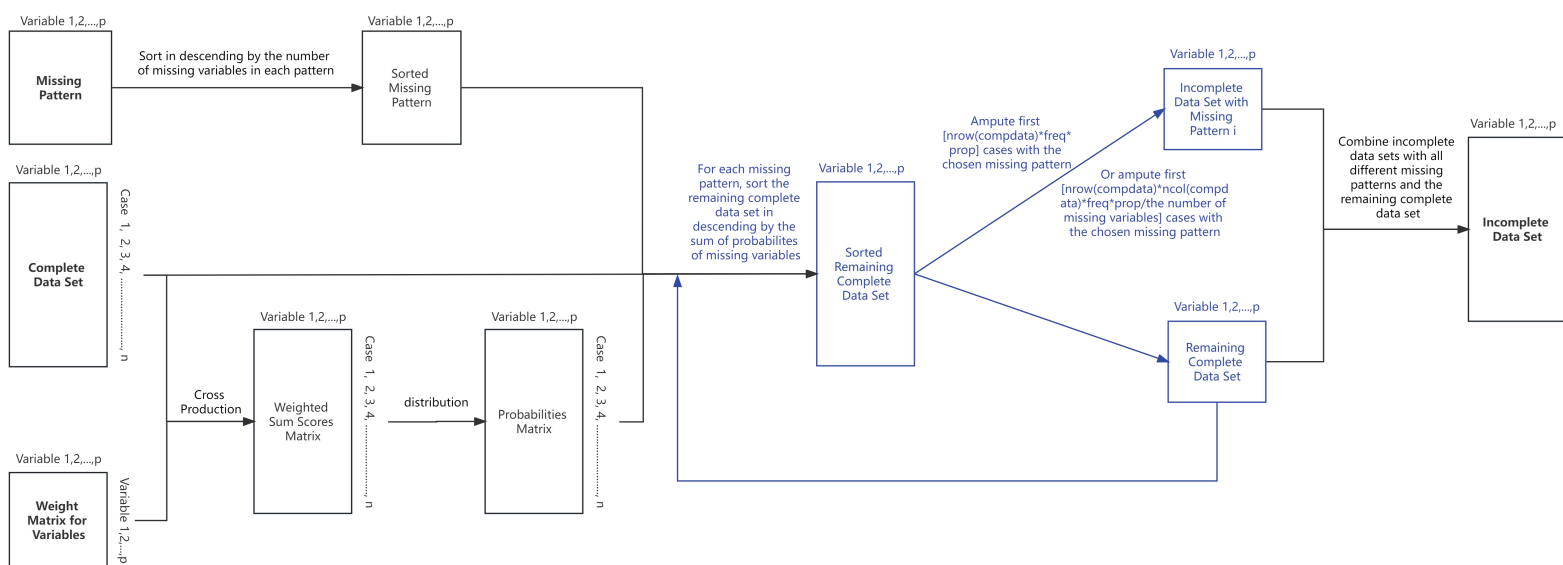 Variable 1,2,...,p
Missing
Pattern
Sort in descending by the number
of missing variables in each pattern
Variable 1,2,...,p
Sorted
Missing
Pattern
Variable 1,2,...,p
Complete
Data Set
Case 1, 2, 3, 4, ..................., n
Variable 1,2,...,p
Weight
Matrix for
Variables
Variable 1,2,...,p
Cross
Production
Variable 1,2,...,p
Weighted
Sum Scores
Matrix
Case 1, 2, 3, 4, ..................., n
distribution
Variable 1,2,...,p
Probabilities
Matrix
Case 1, 2, 3, 4, ..................., n
For each missing
pattern, sort the
remaining complete
data set in
descending by the
sum of probabilites
of missing variables
Variable 1,2,...,p
Sorted
Remaining
Complete
Data Set
Ampute first
[nrow(compdata)*freq*
prop] cases with the
chosen missing pattern
Or ampute first
[nrow(compdata)*ncol(compd
ata)*freq*prop/the number of
missing variables] cases with
the chosen missing pattern
Variable 1,2,...,p
Incomplete
Data Set with
Missing
Pattern i
Variable 1,2,...,p
Remaining
Complete
Data Set
Combine incomplete
data sets with all
different missing
patterns and the
remaining complete
data set
Variable 1,2,...,p
Incomplete
Data Set